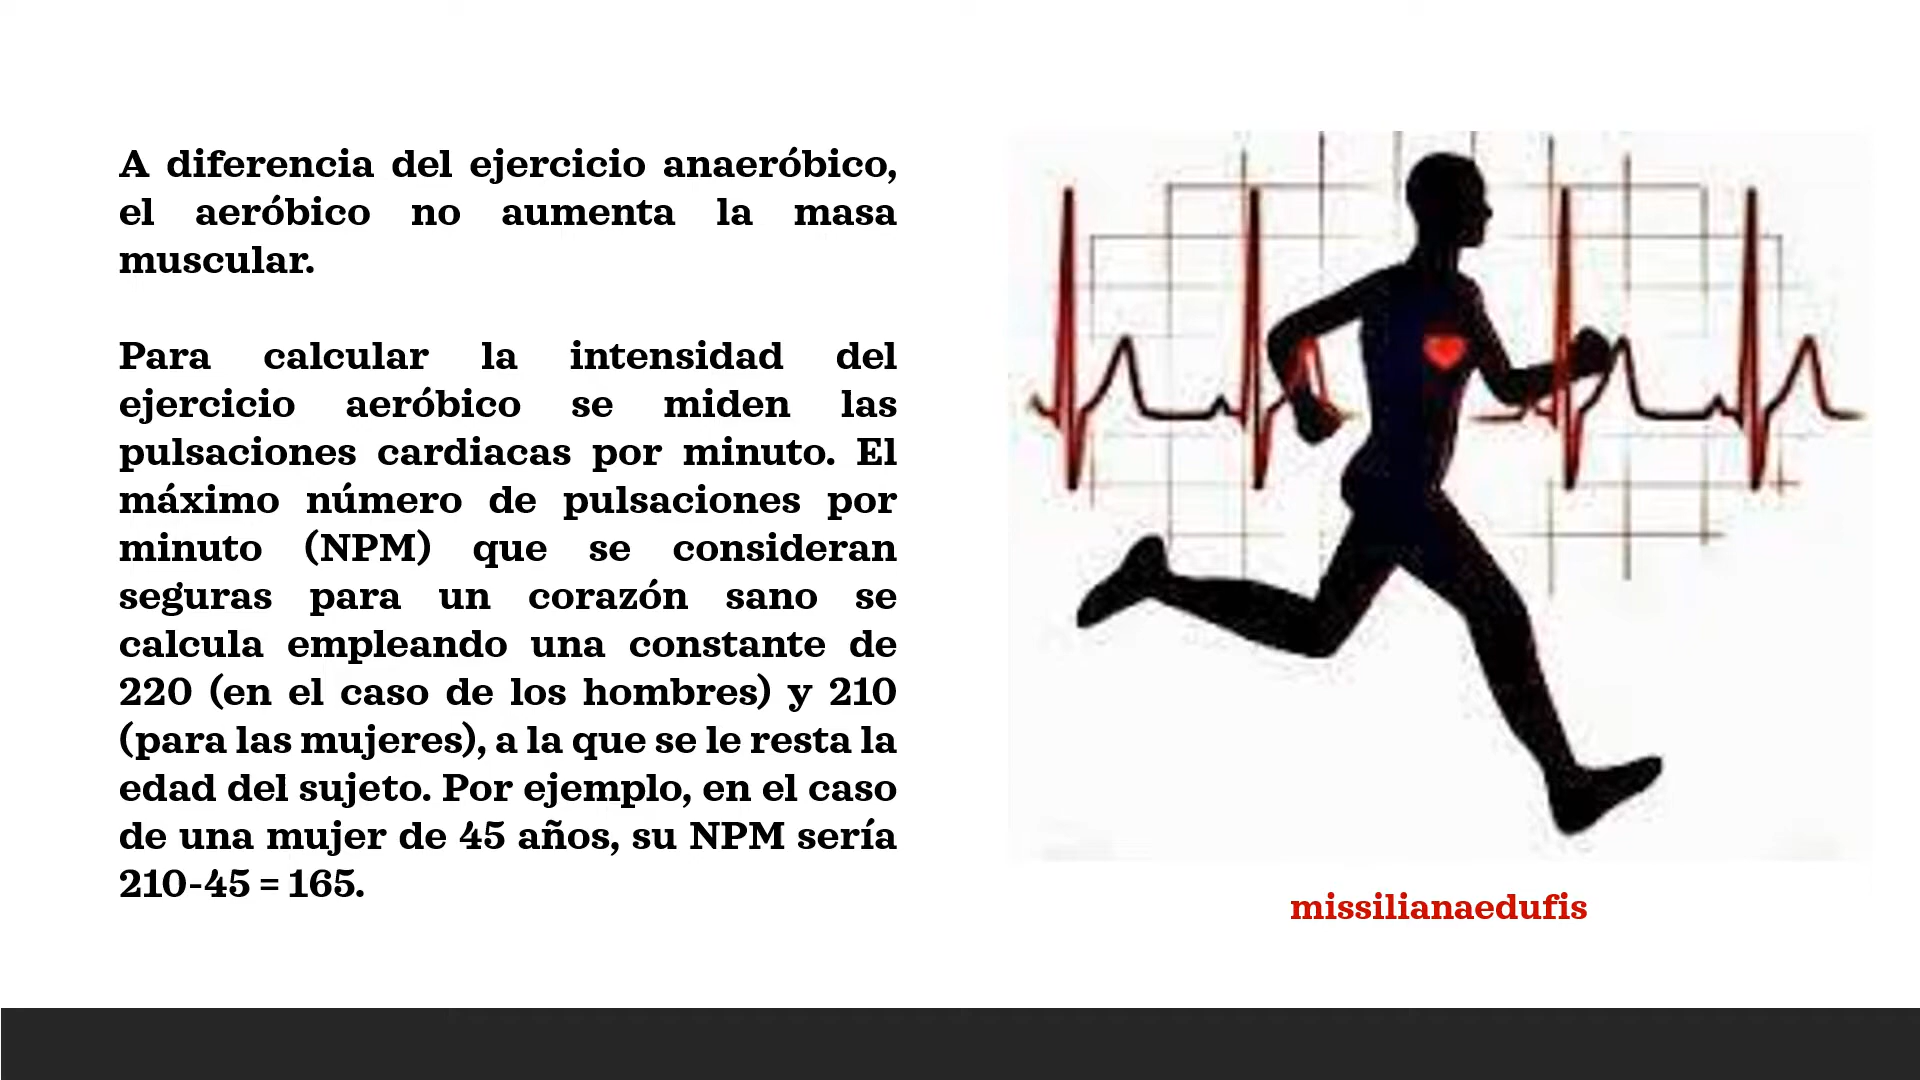 A diferencia del ejercicio anaeróbico,
el aeróbico no aumenta la masa
muscular.
Para calcular la intensidad del
ejercicio aeróbico se miden las
pulsaciones cardiacas por minuto. El
máximo número de pulsaciones por
minuto (NPM) que se consideran
seguras para un corazón sano se
calcula empleando una constante de
220 (en el caso de los hombres) y 210
(para las mujeres), a la que se le resta la
edad del sujeto. Por ejemplo, en el caso
de una mujer de 45 años, su NPM sería
210-45 = 165.
missilianaedufis